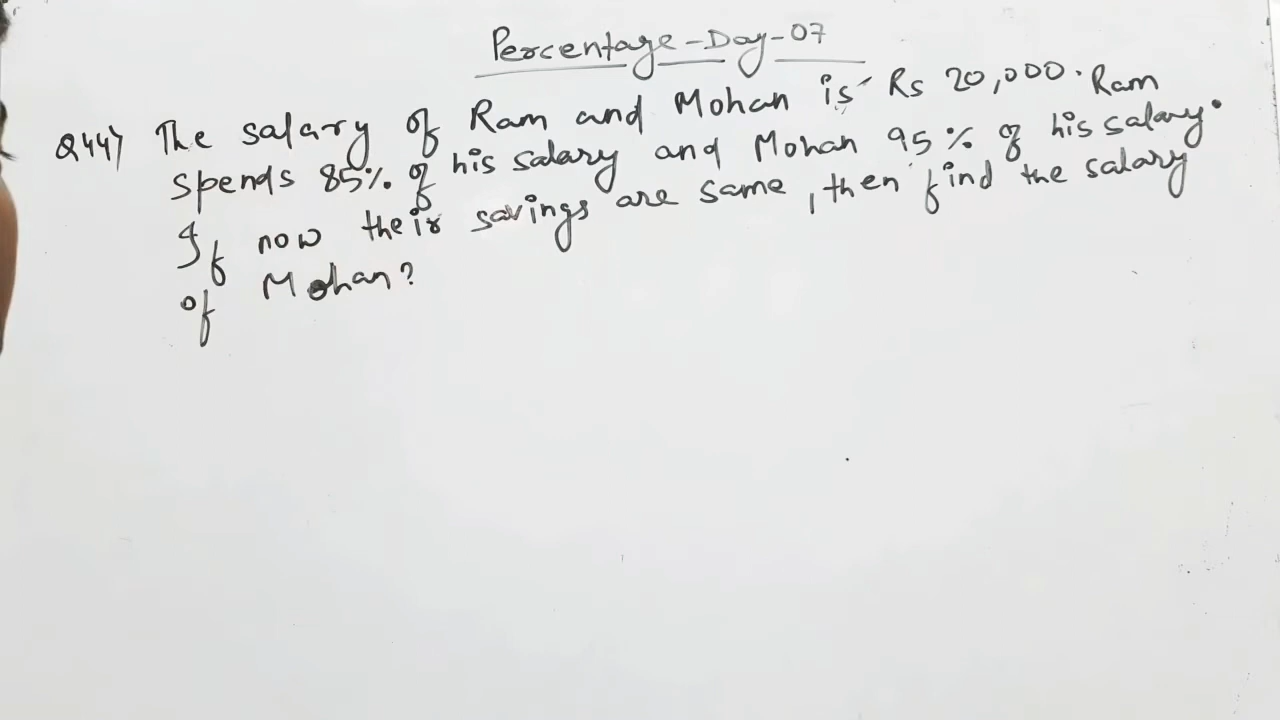 Percentage-Day-07
Q44) The salary of Ram and Mohan is Rs 20,000. Ram
spends 85% of his salary and Mohan 95% of his salary.
If now their savings are same, then find the salary
of Mohan?